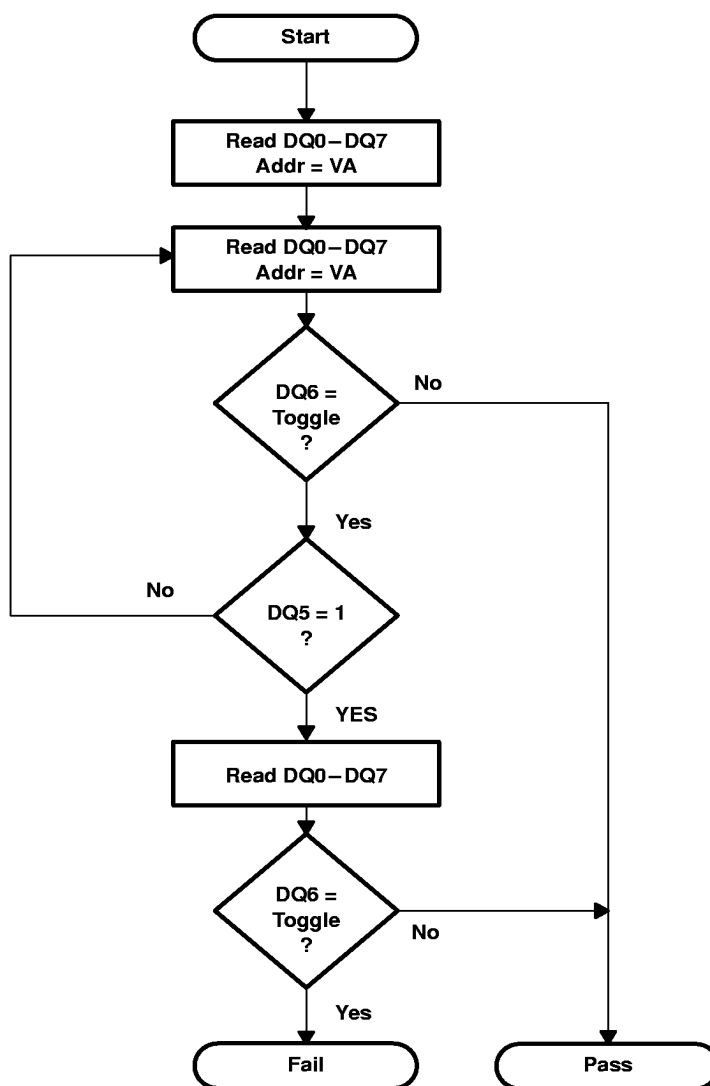 Start
Read DQ0–DQ7
Addr = VA
Read DQ0–DQ7
Addr = VA
DQ6 =
Toggle
?
No
Yes
No
DQ5 = 1
?
YES
Read DQ0–DQ7
DQ6 =
Toggle
?
No
Yes
Fail
Pass